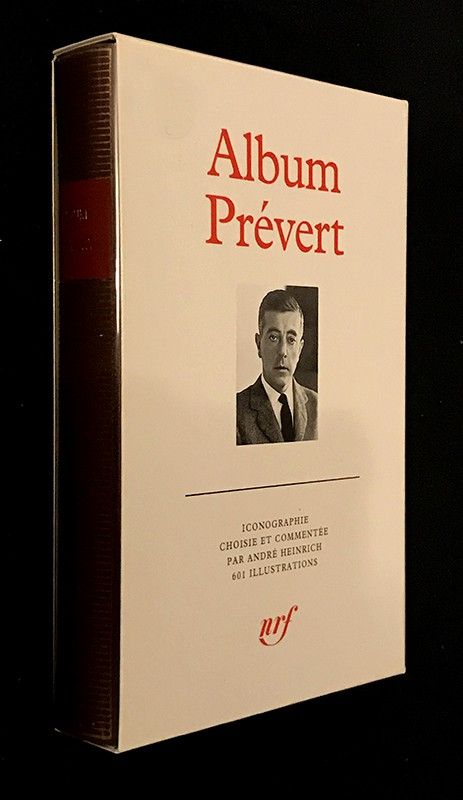 Album
Prévert
ICONOGRAPHIE
CHOISIE ET COMMENTÉE
PAR ANDRÉ HEINRICH
601 ILLUSTRATIONS
nrf